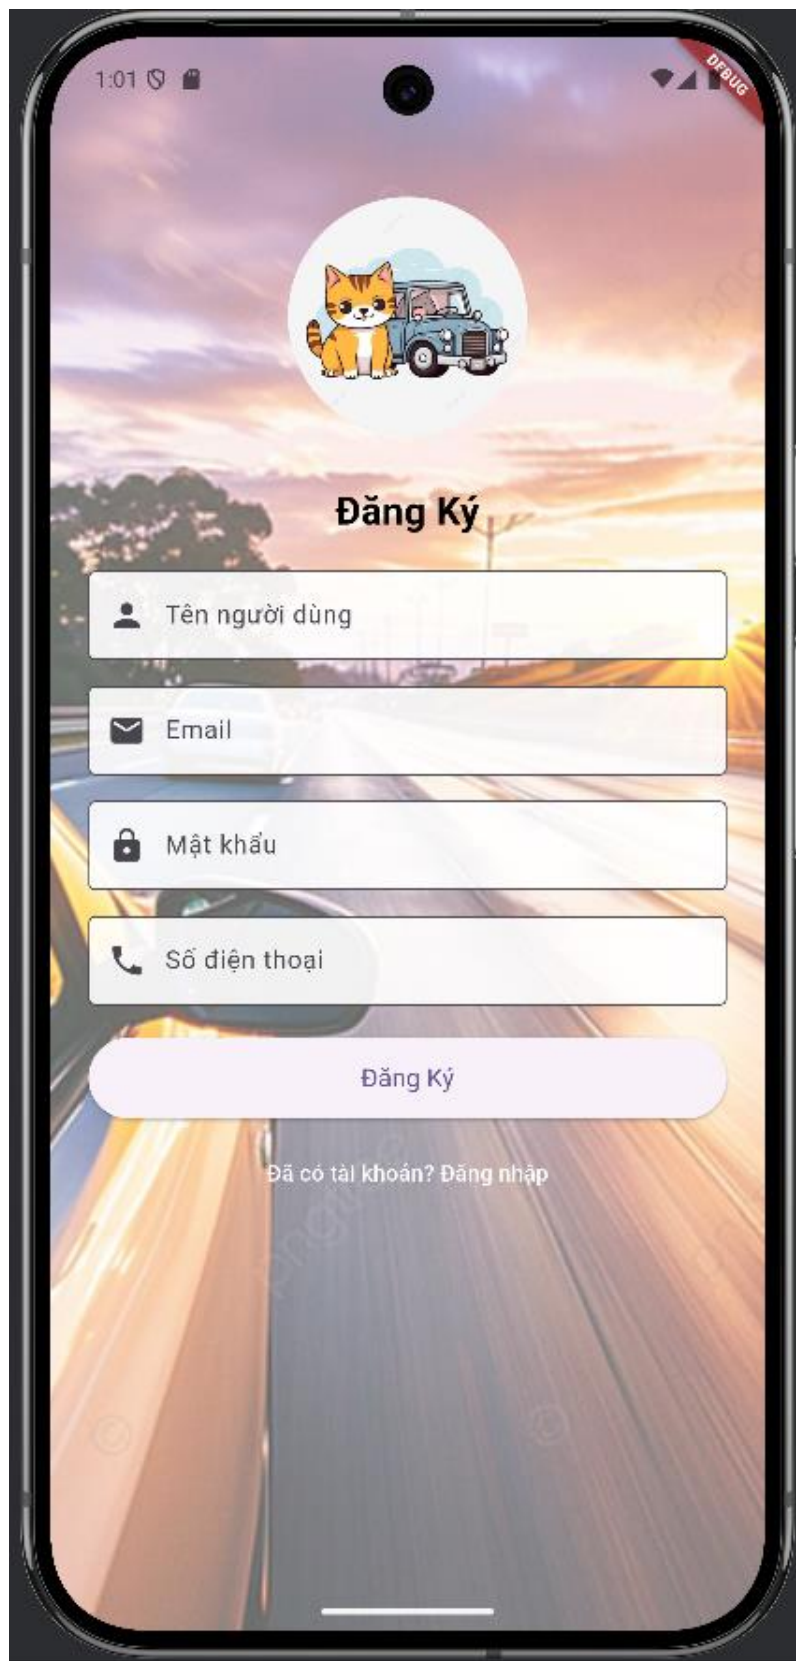 1:01
DEBUG
Đăng Ký
Tên người dùng
Email
Mật khẩu
Số điện thoại
Đăng Ký
Đã có tài khoản? Đăng nhập
pngtree